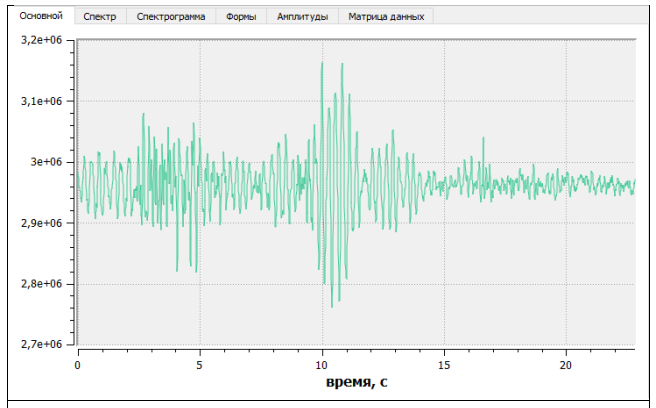 Основной Спектр Спектрограмма Формы Амплитуды Матрица данных
3,2e+06
3,1e+06
3e+06
2,9e+06
2,8e+06
2,7e+06
0 5 10 15 20
время, с